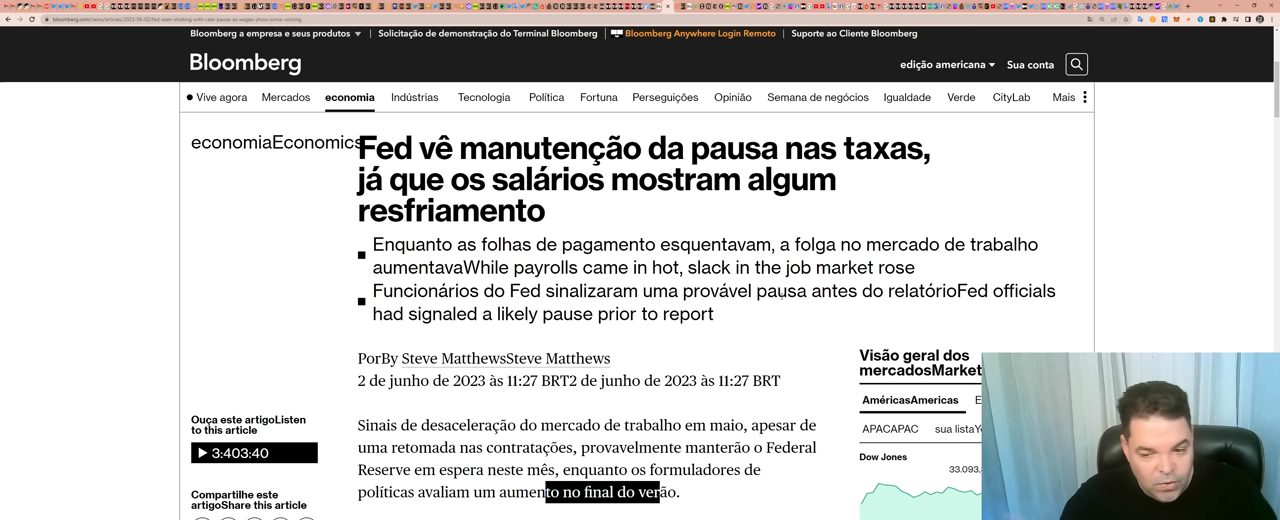 bloomberg.com/news/articles/2023-06-02/fed-seen-sticking-with-rate-pause-as-wages-show-some-cooling
Bloomberg a empresa e seus produtos ▼ | Solicitação de demonstração do Terminal Bloomberg | Bloomberg Anywhere Login Remoto | Suporte ao Cliente Bloomberg
Bloomberg
edição americana ▼ Sua conta
• Vive agora Mercados economia Indústrias Tecnologia Política Fortuna Perseguições Opinião Semana de negócios Igualdade Verde CityLab Mais
economiaEconomics
Fed vê manutenção da pausa nas taxas,
já que os salários mostram algum
resfriamento
Enquanto as folhas de pagamento esquentavam, a folga no mercado de trabalho
aumentavaWhile payrolls came in hot, slack in the job market rose
Funcionários do Fed sinalizaram uma provável pausa antes do relatórioFed officials
had signaled a likely pause prior to report
PorBy Steve MatthewsSteve Matthews
2 de junho de 2023 às 11:27 BRT2 de junho de 2023 às 11:27 BRT
Ouça este artigoListen
to this article
3:403:40
Compartilhe este
artigoShare this article
Sinais de desaceleração do mercado de trabalho em maio, apesar de
uma retomada nas contratações, provavelmente manterão o Federal
Reserve em espera neste mês, enquanto os formuladores de
políticas avaliam um aumento no final do verão.
Visão geral dos
mercadosMarket
AméricasAmericas E
APACAPAC sua listaYo
Dow Jones
33.093,